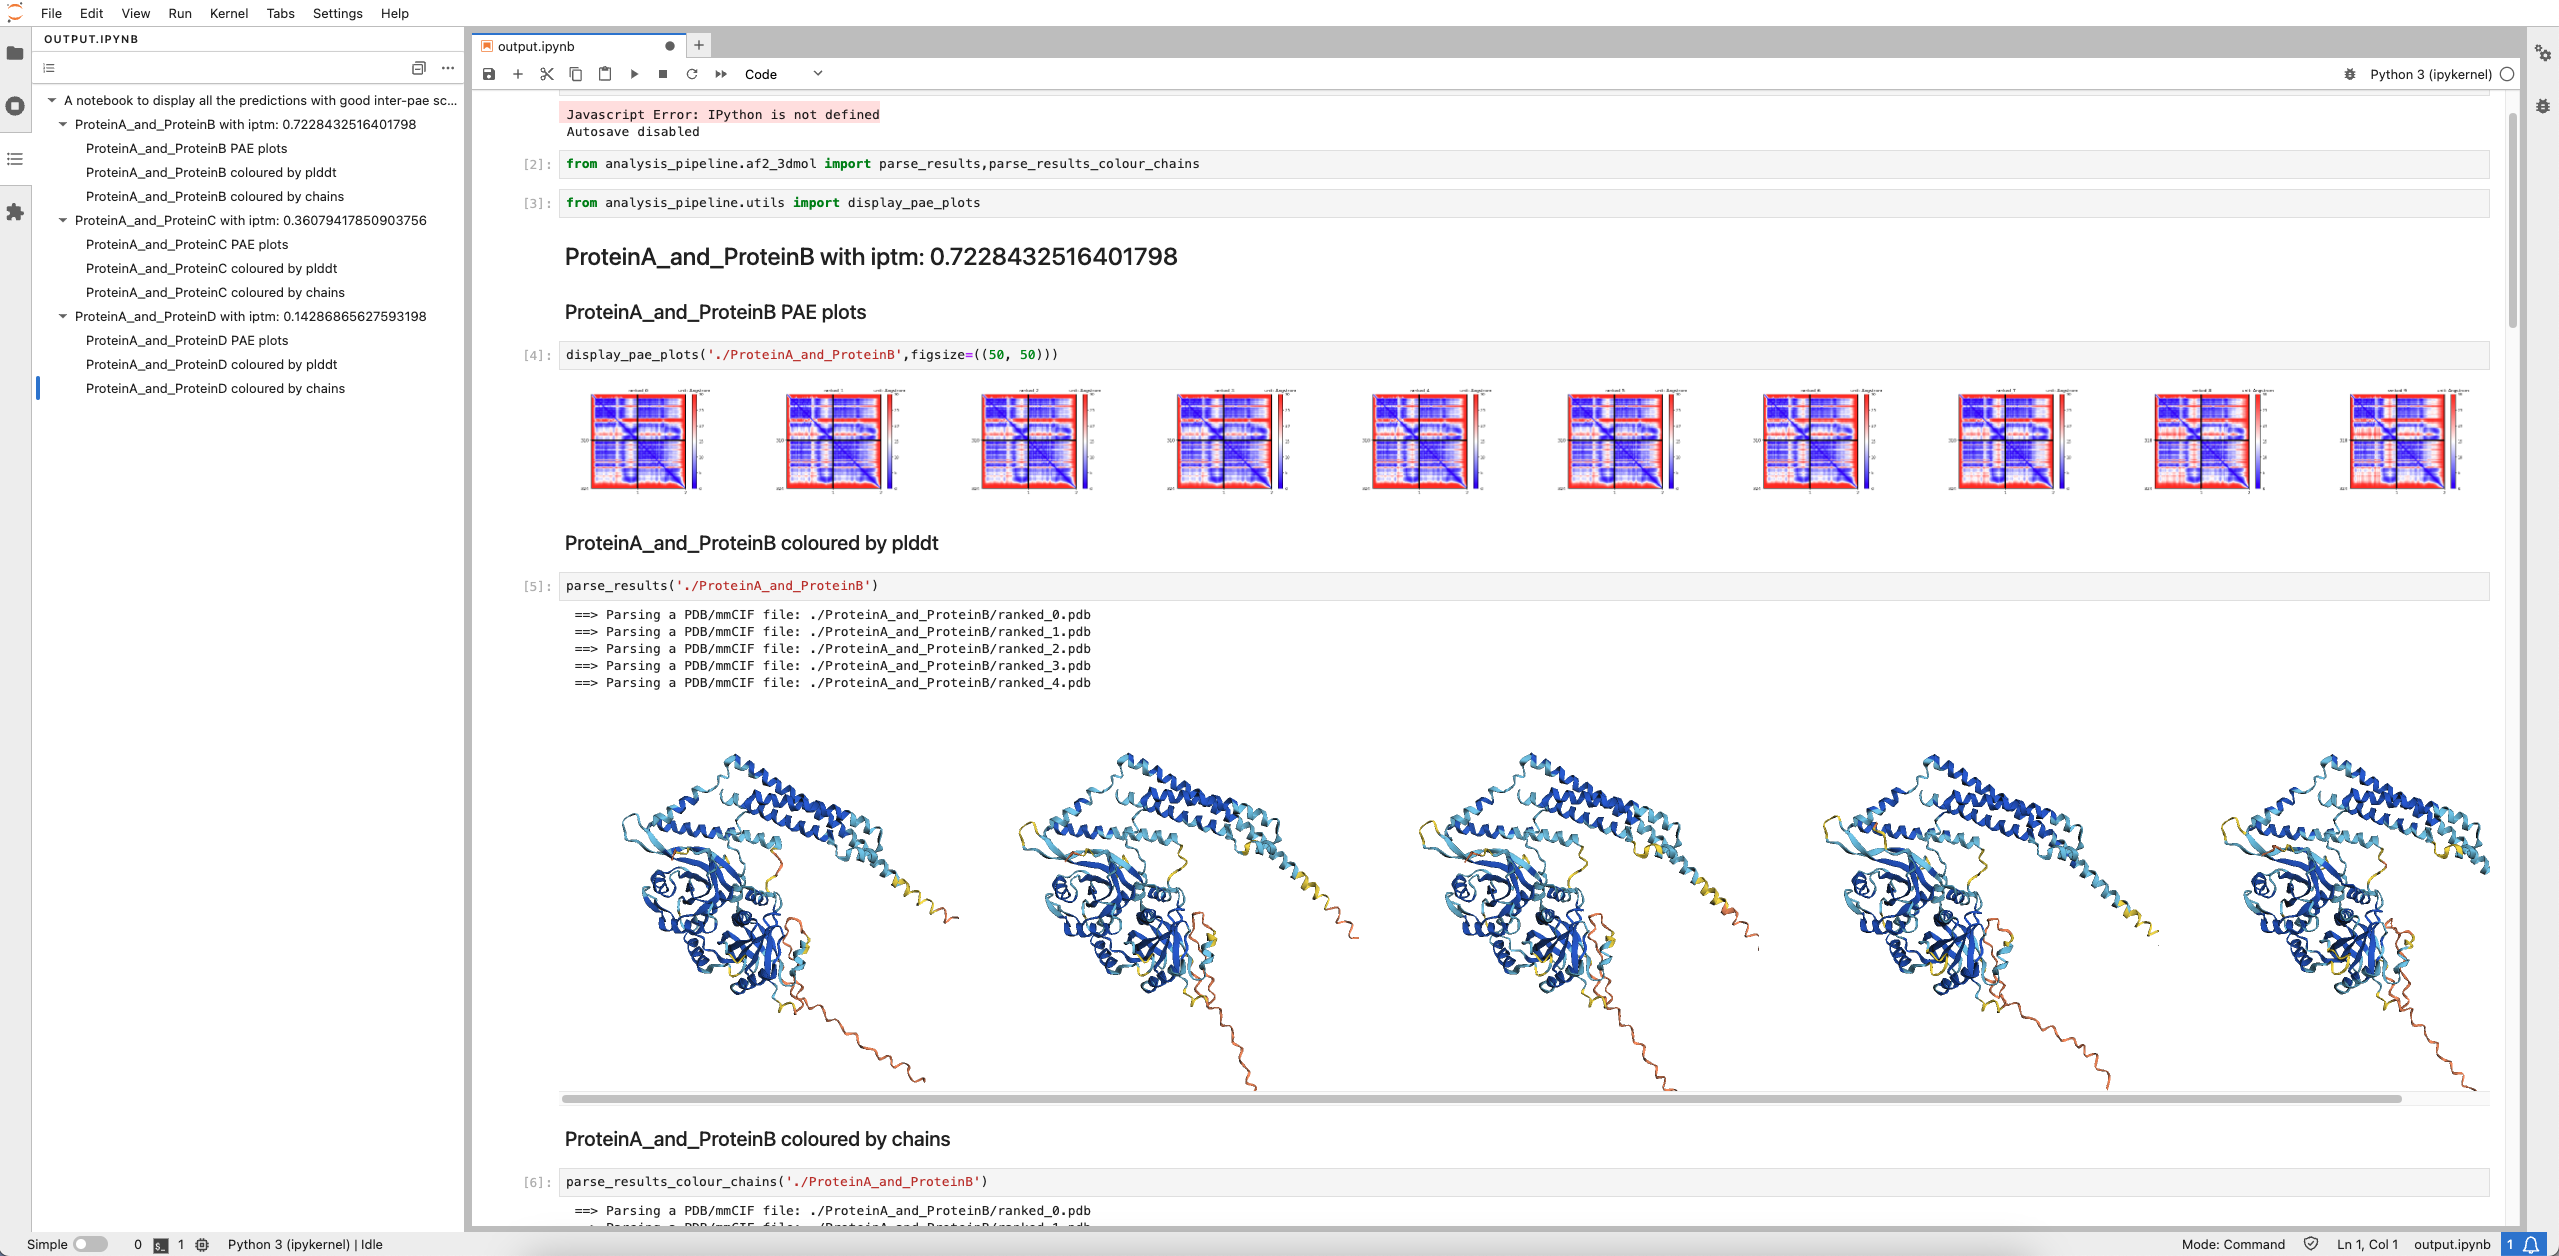 File Edit View Run Kernel Tabs Settings Help
OUTPUT.IPYNB
A notebook to display all the predictions with good inter-pae sc...
ProteinA_and_ProteinB with iptm: 0.7228432516401798
ProteinA_and_ProteinB PAE plots
ProteinA_and_ProteinB coloured by plddt
ProteinA_and_ProteinB coloured by chains
ProteinA_and_ProteinC with iptm: 0.36079417850903756
ProteinA_and_ProteinC PAE plots
ProteinA_and_ProteinC coloured by plddt
ProteinA_and_ProteinC coloured by chains
ProteinA_and_ProteinD with iptm: 0.14286865627593198
ProteinA_and_ProteinD PAE plots
ProteinA_and_ProteinD coloured by plddt
ProteinA_and_ProteinD coloured by chains
output.ipynb
Code
Python 3 (ipykernel)
Javascript Error: IPython is not defined
Autosave disabled
[2]: from analysis_pipeline.af2_3dmol import parse_results,parse_results_colour_chains
[3]: from analysis_pipeline.utils import display_pae_plots
ProteinA_and_ProteinB with iptm: 0.7228432516401798
ProteinA_and_ProteinB PAE plots
[4]: display_pae_plots('./ProteinA_and_ProteinB',figsize=((50, 50)))
ProteinA_and_ProteinB coloured by plddt
[5]: parse_results('./ProteinA_and_ProteinB')
==> Parsing a PDB/mmCIF file: ./ProteinA_and_ProteinB/ranked_0.pdb
==> Parsing a PDB/mmCIF file: ./ProteinA_and_ProteinB/ranked_1.pdb
==> Parsing a PDB/mmCIF file: ./ProteinA_and_ProteinB/ranked_2.pdb
==> Parsing a PDB/mmCIF file: ./ProteinA_and_ProteinB/ranked_3.pdb
==> Parsing a PDB/mmCIF file: ./ProteinA_and_ProteinB/ranked_4.pdb
ProteinA_and_ProteinB coloured by chains
[6]: parse_results_colour_chains('./ProteinA_and_ProteinB')
==> Parsing a PDB/mmCIF file: ./ProteinA_and_ProteinB/ranked_0.pdb
Simple 0 1 Python 3 (ipykernel) | Idle
Mode: Command Ln 1, Col 1 output.ipynb 1